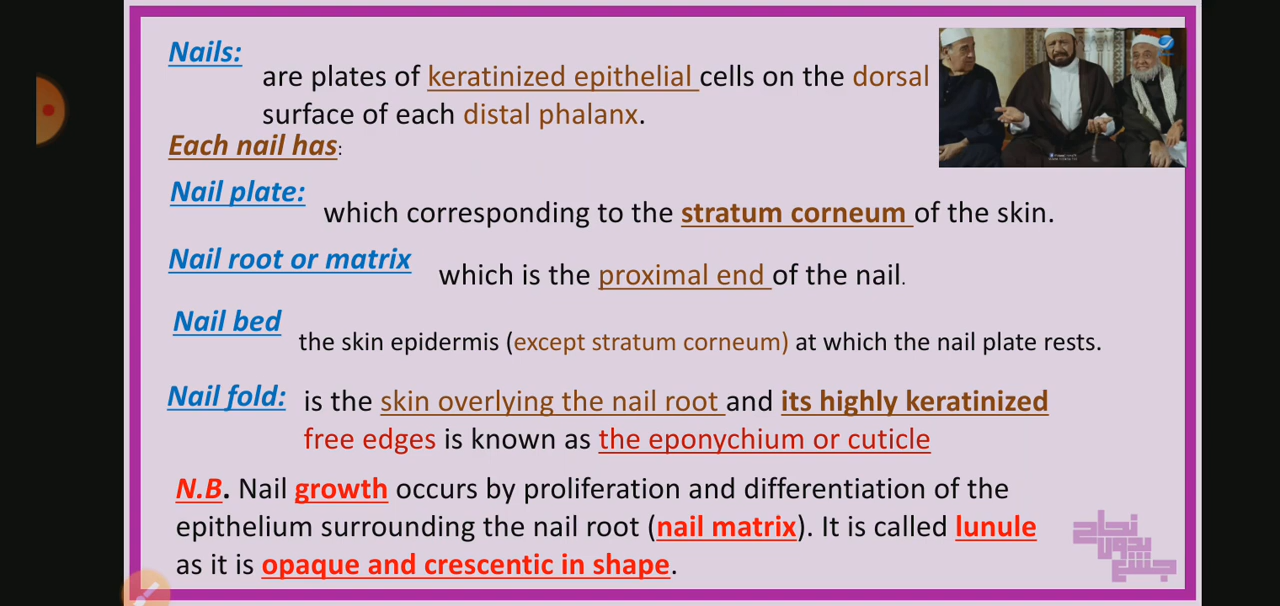 Nails:
are plates of keratinized epithelial cells on the dorsal
surface of each distal phalanx.
Each nail has:
Nail plate:
which corresponding to the stratum corneum of the skin.
Nail root or matrix
which is the proximal end of the nail.
Nail bed
the skin epidermis (except stratum corneum) at which the nail plate rests.
Nail fold:
is the skin overlying the nail root and its highly keratinized
free edges is known as the eponychium or cuticle
N.B. Nail growth occurs by proliferation and differentiation of the
epithelium surrounding the nail root (nail matrix). It is called lunule
as it is opaque and crescentic in shape.
نجاح
بدون
جشع